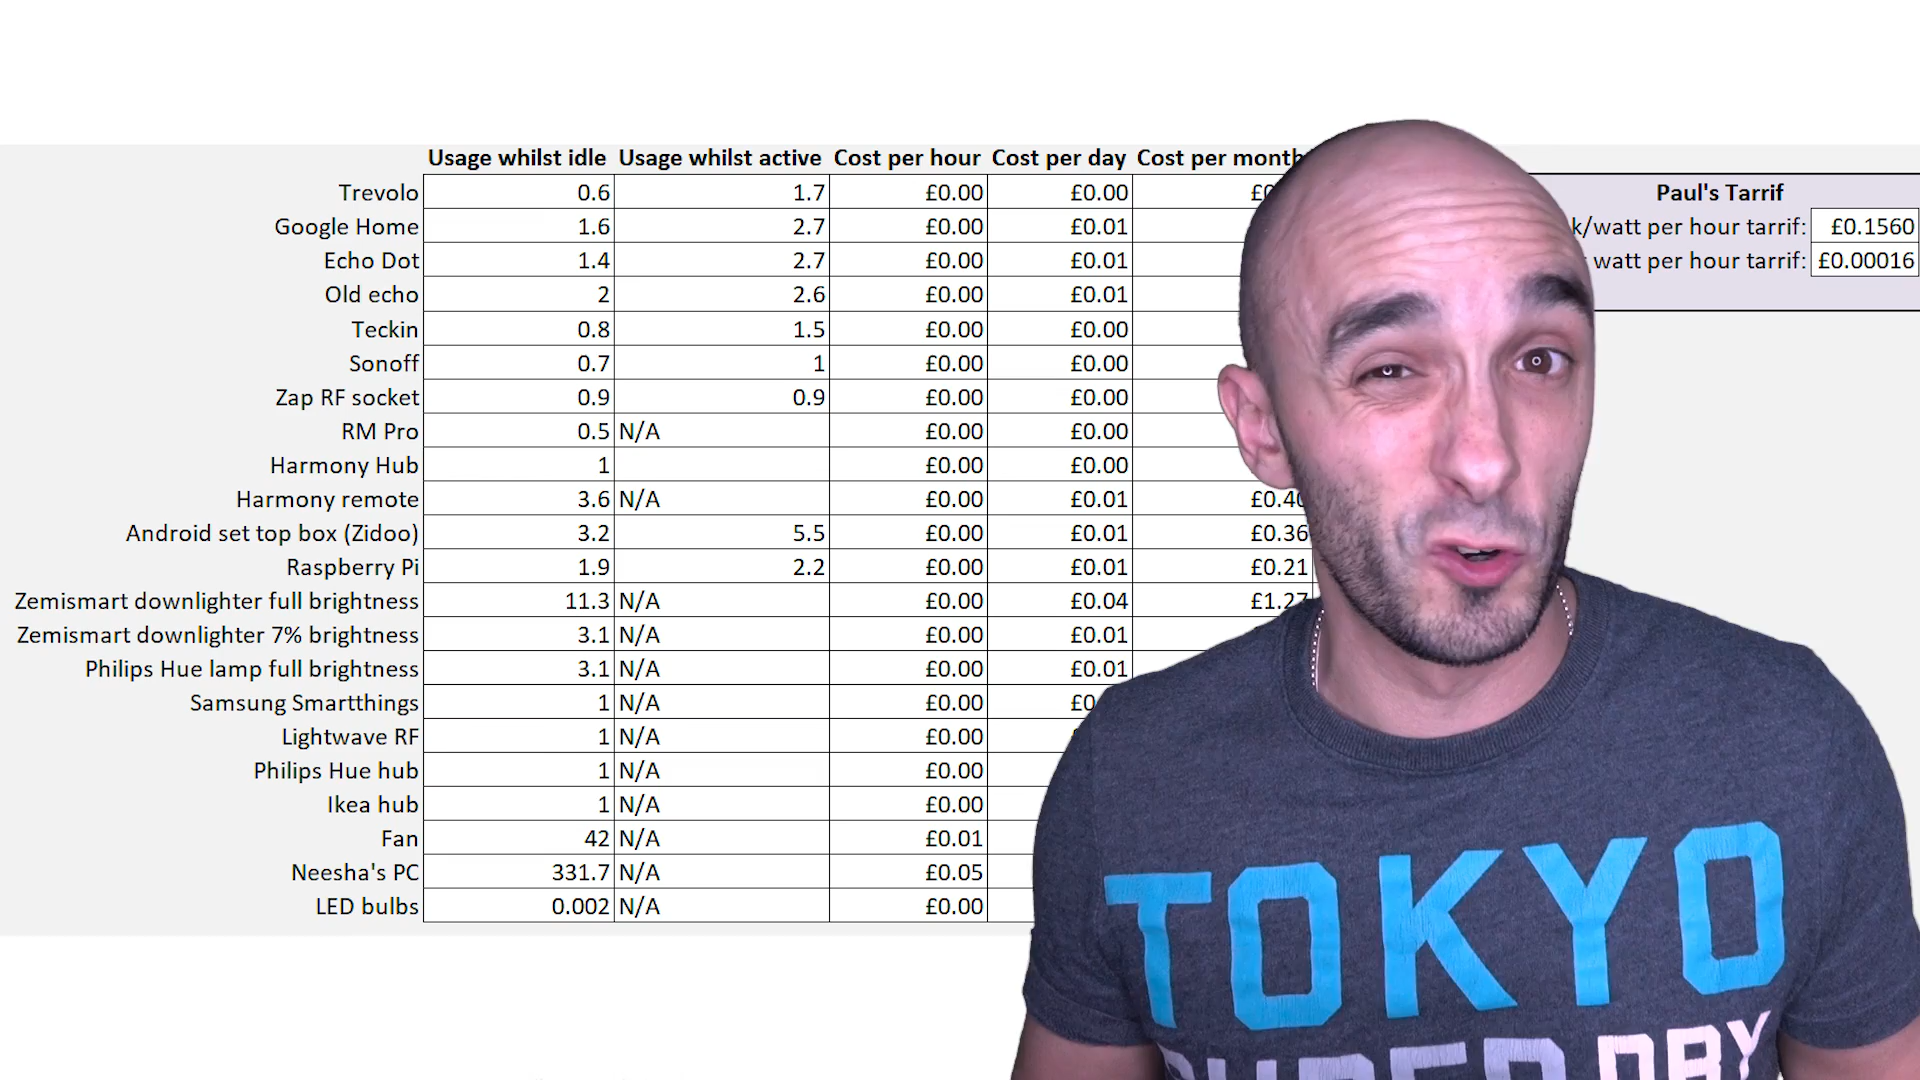 Usage whilst idle Usage whilst active Cost per hour Cost per day Cost per month
Trevolo 0.6 1.7 £0.00 £0.00
Google Home 1.6 2.7 £0.00 £0.01
Echo Dot 1.4 2.7 £0.00 £0.01
Old echo 2 2.6 £0.00 £0.01
Teckin 0.8 1.5 £0.00 £0.00
Sonoff 0.7 1 £0.00 £0.00
Zap RF socket 0.9 0.9 £0.00 £0.00
RM Pro 0.5 N/A £0.00 £0.00
Harmony Hub 1 £0.00 £0.00
Harmony remote 3.6 N/A £0.00 £0.01 £0.40
Android set top box (Zidoo) 3.2 5.5 £0.00 £0.01 £0.36
Raspberry Pi 1.9 2.2 £0.00 £0.01 £0.21
Zemismart downlighter full brightness 11.3 N/A £0.00 £0.04 £1.27
Zemismart downlighter 7% brightness 3.1 N/A £0.00 £0.01
Philips Hue lamp full brightness 3.1 N/A £0.00 £0.01
Samsung Smartthings 1 N/A £0.00
Lightwave RF 1 N/A £0.00
Philips Hue hub 1 N/A £0.00
Ikea hub 1 N/A £0.00
Fan 42 N/A £0.01
Neesha's PC 331.7 N/A £0.05
LED bulbs 0.002 N/A £0.00
Paul's Tarrif
k/watt per hour tarrif: £0.1560
watt per hour tarrif: £0.00016
TOKYO
SUPER DRY